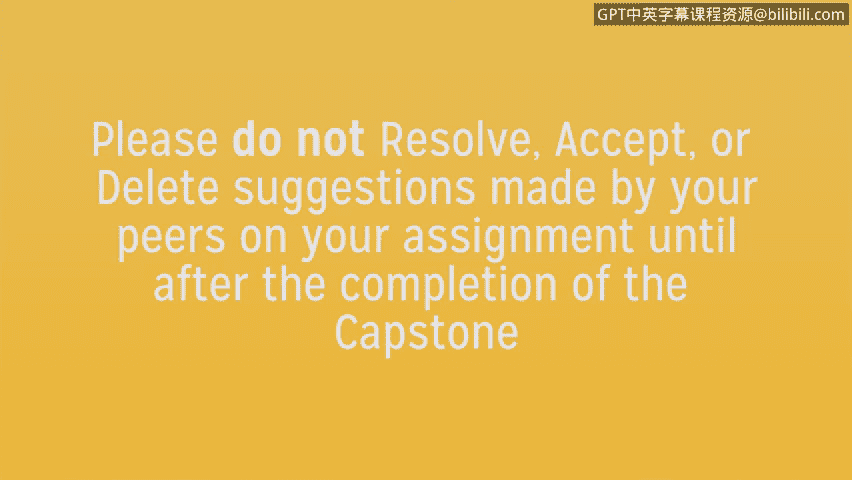 GPT中英字幕课程资源@bilibili.com
Please do not Resolve, Accept, or
Delete suggestions made by your
peers on your assignment until
after the completion of the
Capstone